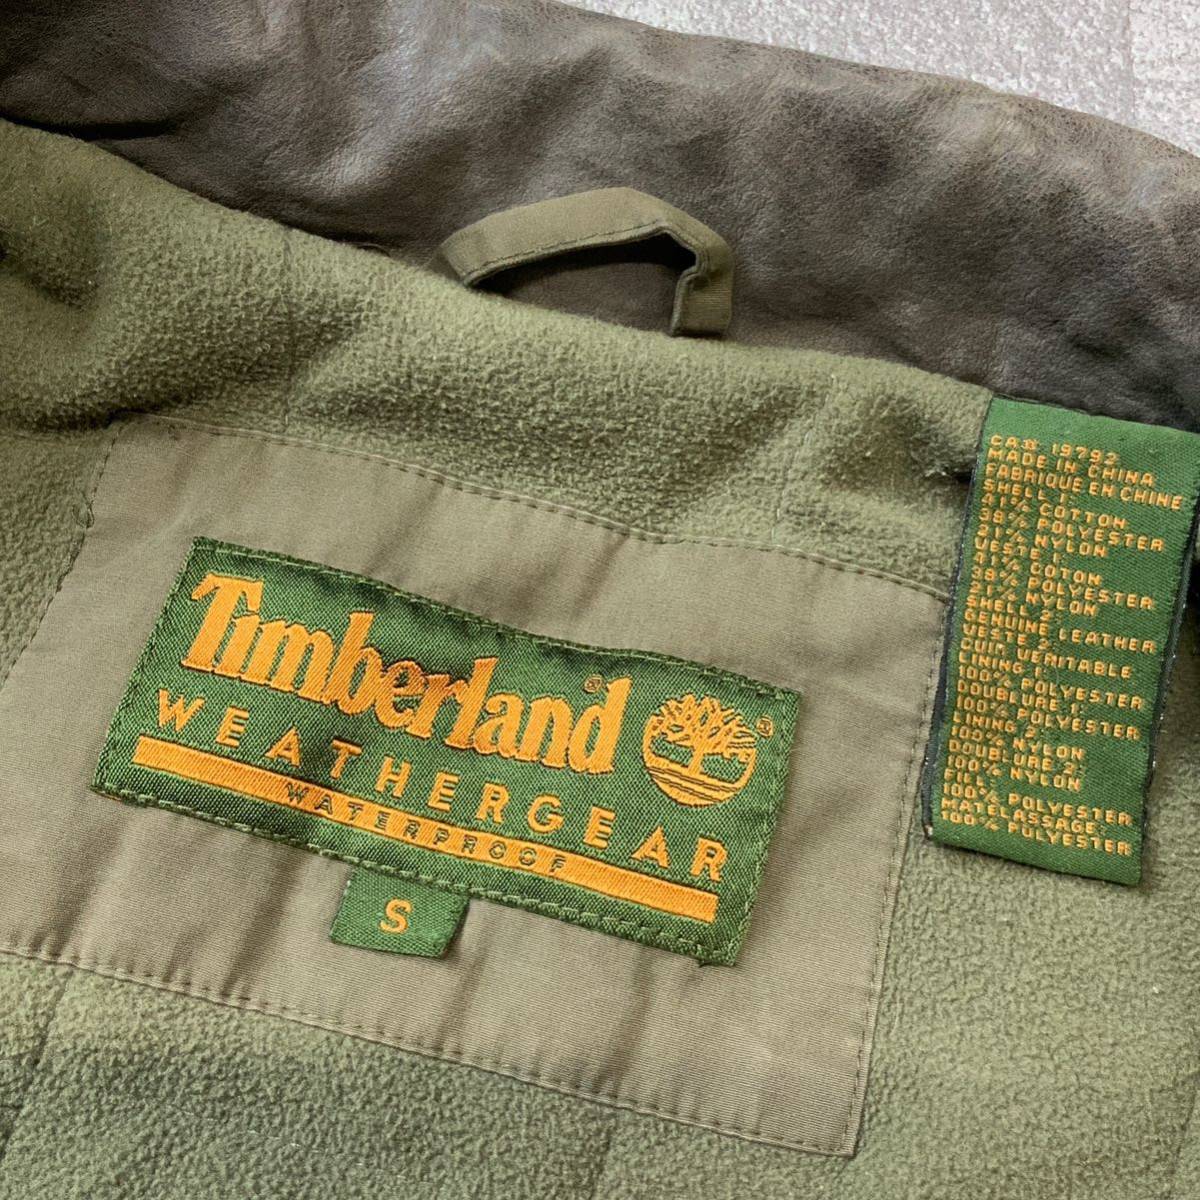 Timberland®
®
WEATHERGEAR
WATERPROOF
S
CA# 19792
MADE IN CHINA
FABRIQUE EN CHINE
SHELL 1:
41% COTTON
38% POLYESTER
21% NYLON
VESTE 1:
41% COTON
38% POLYESTER
21% NYLON
SHELL 2:
GENUINE LEATHER
VESTE 2:
CUIR VERITABLE
LINING 1:
100% POLYESTER
DOUBLURE 1:
100% POLYESTER
LINING 2:
100% NYLON
DOUBLURE 2:
100% NYLON
FILL:
100% POLYESTER
MATELASSAGE:
100% POLYESTER